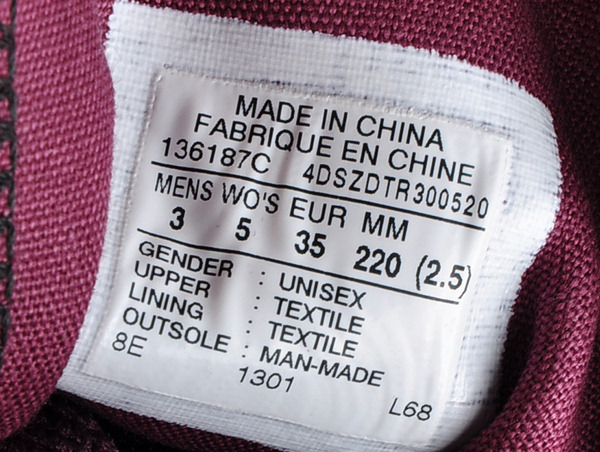 MADE IN CHINA
FABRIQUE EN CHINE
136187C 4DSZDTR300520
MENS WO'S EUR MM
3 5 35 220 (2.5)
GENDER : UNISEX
UPPER : TEXTILE
LINING : TEXTILE
OUTSOLE : MAN-MADE
8E 1301 L68